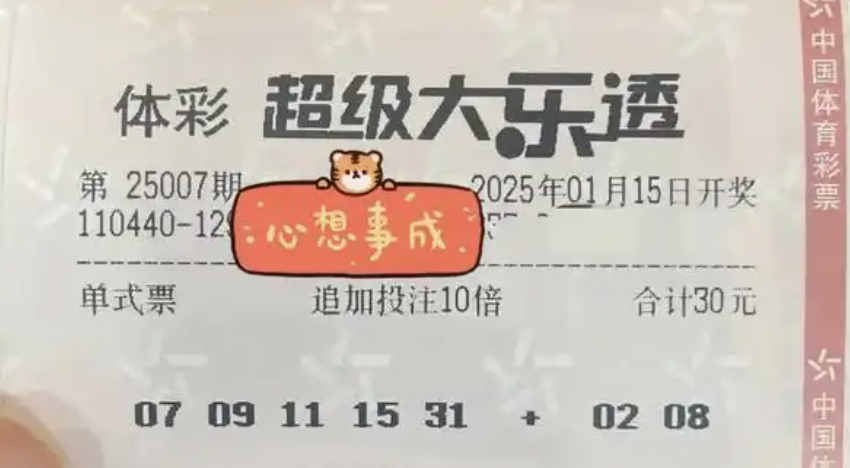 体彩 超级大乐透
第 25007期 2025年01月15日开奖
110440-12
心想事成
单式票 追加投注10倍 合计30元
07 09 11 15 31 + 02 08
中国体育彩票
中国体